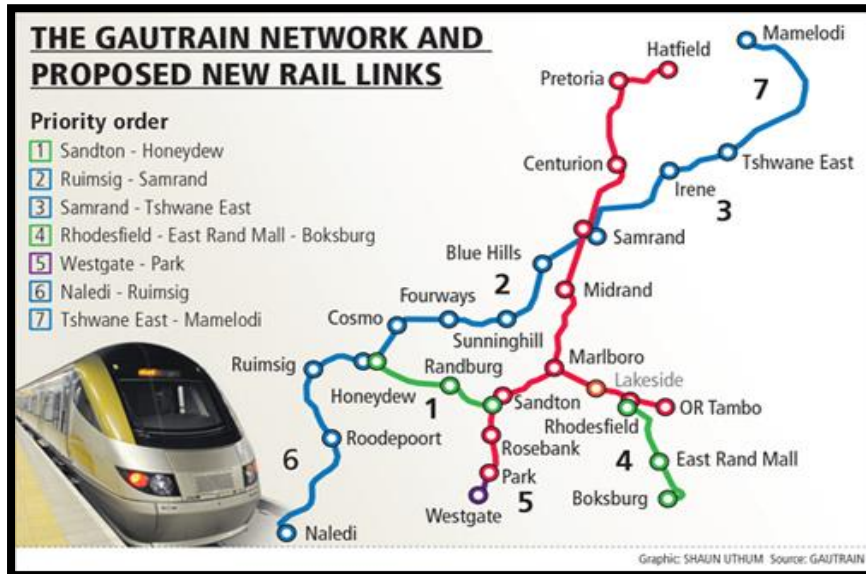 THE GAUTRAIN NETWORK AND
PROPOSED NEW RAIL LINKS
Priority order
1 Sandton - Honeydew
2 Ruimsig - Samrand
3 Samrand - Tshwane East
4 Rhodesfield - East Rand Mall - Boksburg
5 Westgate - Park
6 Naledi - Ruimsig
7 Tshwane East - Mamelodi
Mamelodi
Hatfield
Pretoria
7
Centurion
Tshwane East
Irene
3
Samrand
Blue Hills
2
Midrand
Fourways
Cosmo
Sunninghill
Ruimsig
Randburg
Marlboro
Lakeside
Honeydew
1
Sandton
OR Tambo
Rhodesfield
Roodepoort
Rosebank
6
4
East Rand Mall
Park
5
Boksburg
Westgate
Naledi
Graphic: SHAUN UTHUM Source: GAUTRAIN